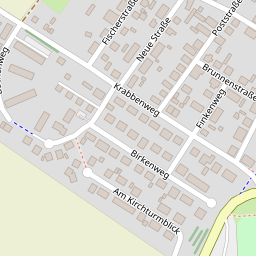 Fischerstraße
Neue Straße
Poststraße
Krabbenweg
Brunnenstraße
Finkenweg
Birkenweg
Am Kirchturmblick